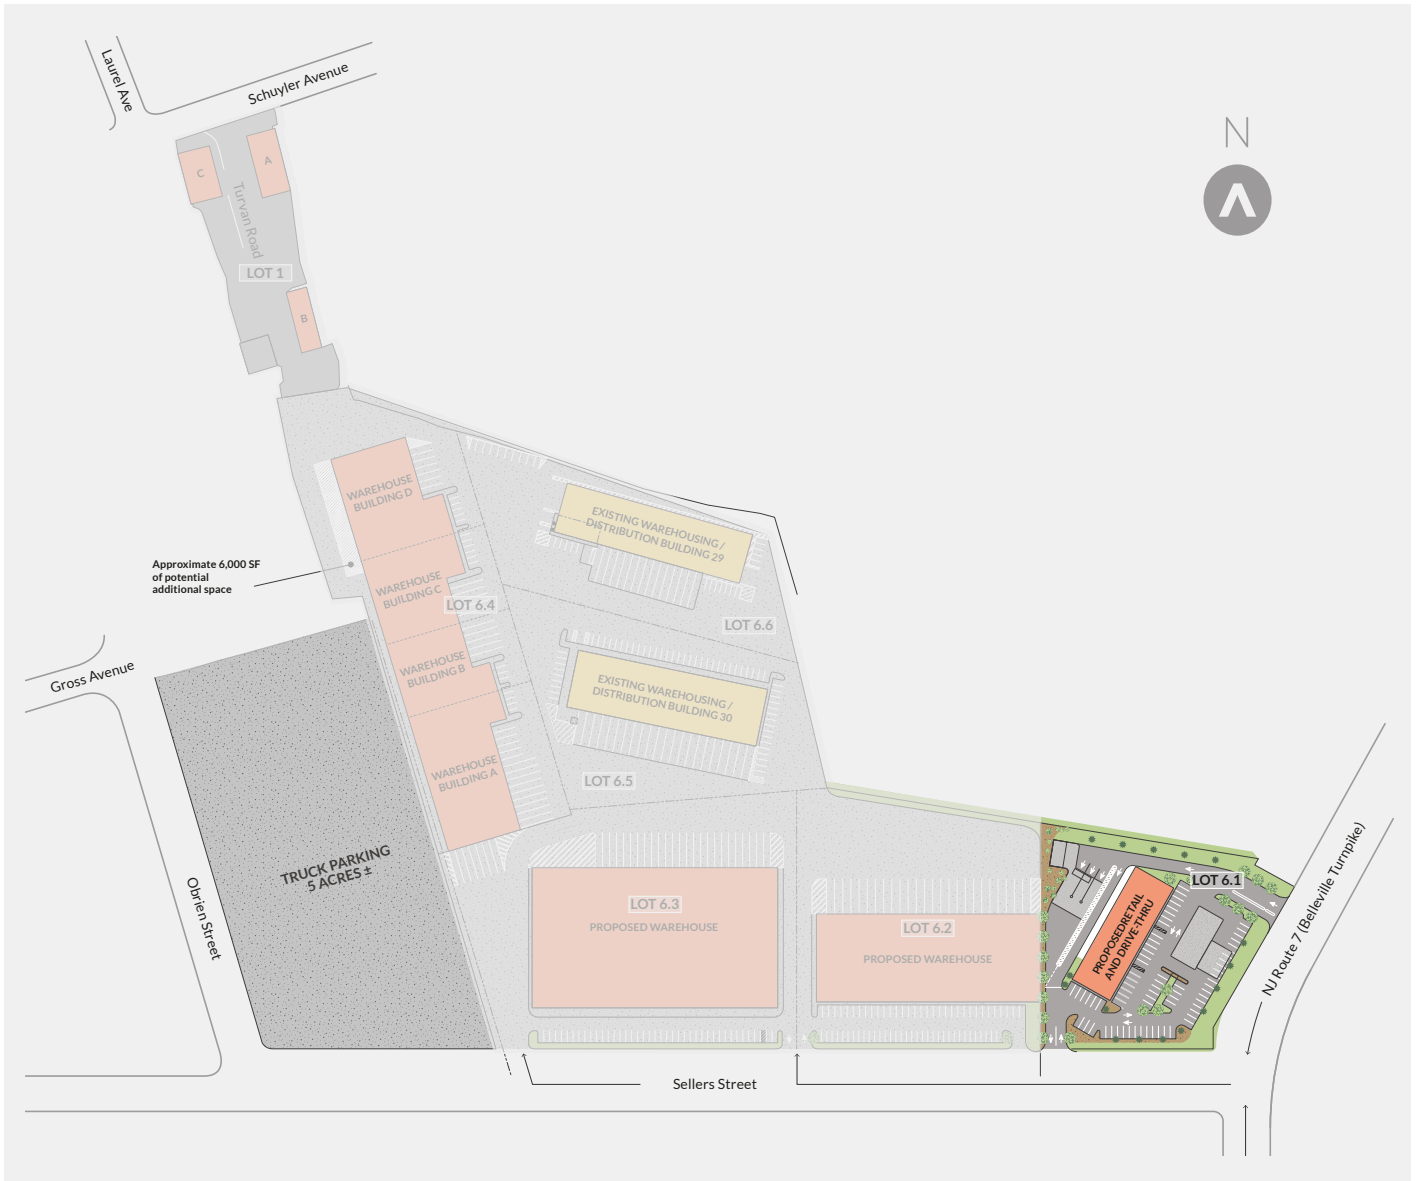 Laurel Ave
Schuyler Avenue
N
C
A
Turvan Road
LOT 1
B
WAREHOUSE
BUILDING D
EXISTING WAREHOUSING /
DISTRIBUTION BUILDING 29
Approximate 6,000 SF
of potential
additional space
WAREHOUSE
BUILDING C
LOT 6.4
LOT 6.6
WAREHOUSE
BUILDING B
Gross Avenue
EXISTING WAREHOUSING /
DISTRIBUTION BUILDING 30
WAREHOUSE
BUILDING A
LOT 6.5
TRUCK PARKING
5 ACRES ±
Obrien Street
LOT 6.3
PROPOSED WAREHOUSE
LOT 6.2
PROPOSED WAREHOUSE
LOT 6.1
PROPOSEDRETAIL
AND DRIVE-THRU
NJ Route 7 (Belleville Turnpike)
Sellers Street